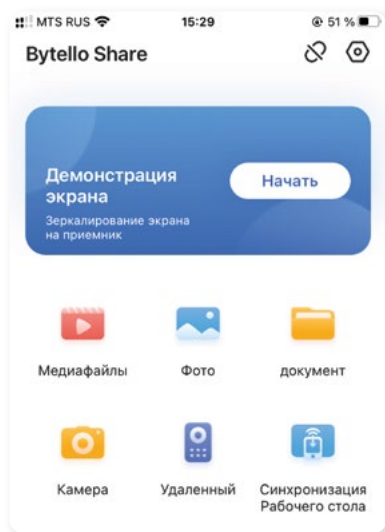 MTS RUS 15:29 51 %
Bytello Share
Демонстрация
экрана
Начать
Зеркалирование экрана
на приемник
Медиафайлы Фото документ
Камера Удаленный Синхронизация
Рабочего стола